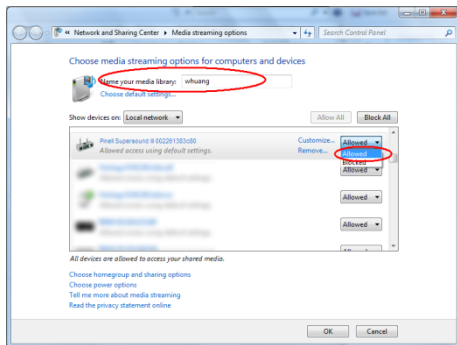 « Network and Sharing Center ▸ Media streaming options
Search Control Panel
Choose media streaming options for computers and devices
Name your media library: whuang
Choose default settings...
Show devices on: Local network
Allow All
Block All
Pinell Supersound II 002261383c80
Customize...
Allowed
Allowed access using default settings.
Remove...
Allowed
Blocked
Allowed
Allowed
Allowed
All devices are allowed to access your shared media.
Choose homegroup and sharing options
Choose power options
Tell me more about media streaming
Read the privacy statement online
OK
Cancel